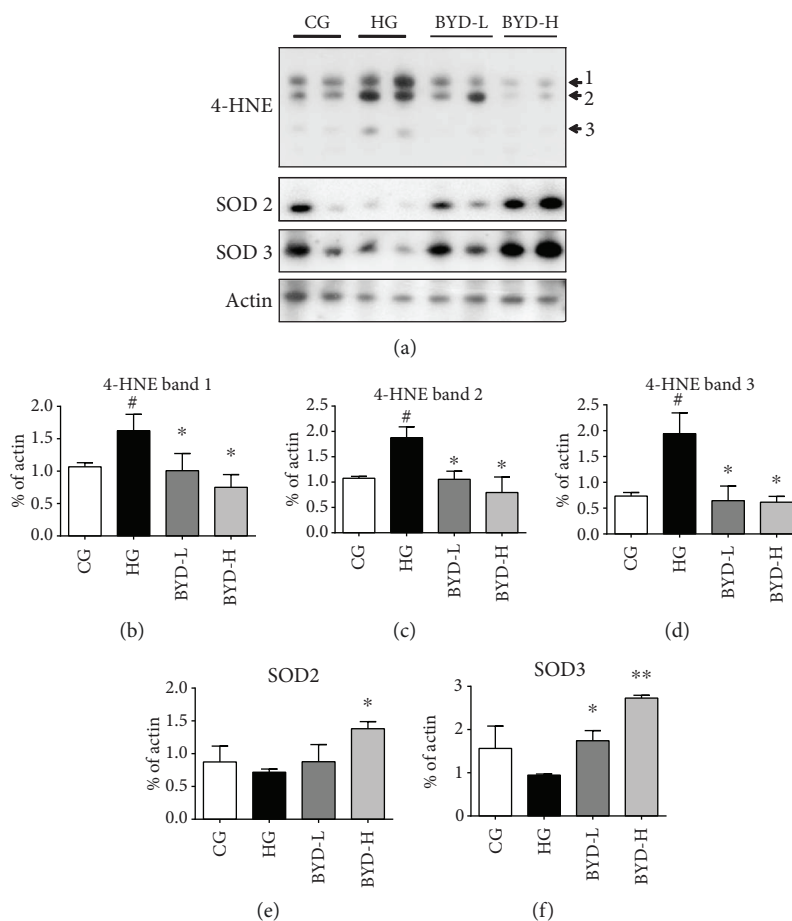 CG HG BYD-L BYD-H
4-HNE
1
2
3
SOD 2
SOD 3
Actin
(a)
4-HNE band 1
% of actin
2.0
1.5
1.0
0.5
0.0
#
*
*
CG
HG
BYD-L
BYD-H
(b)
4-HNE band 2
% of actin
2.5
2.0
1.5
1.0
0.5
0.0
#
*
*
CG
HG
BYD-L
BYD-H
(c)
4-HNE band 3
% of actin
2.5
2.0
1.5
1.0
0.5
0.0
#
*
*
CG
HG
BYD-L
BYD-H
(d)
SOD2
% of actin
2.0
1.5
1.0
0.5
0.0
*
CG
HG
BYD-L
BYD-H
(e)
SOD3
% of actin
3
2
1
0
*
**
CG
HG
BYD-L
BYD-H
(f)